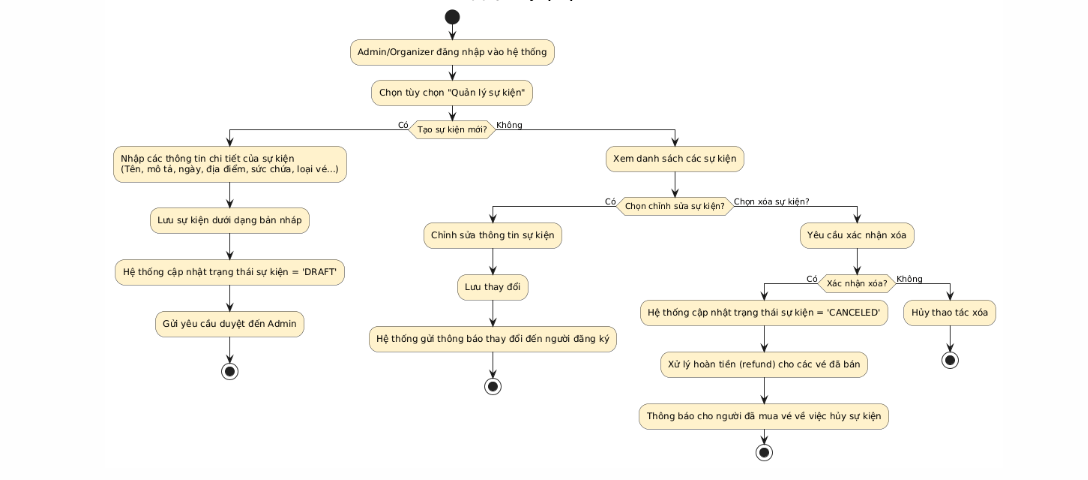 Admin/Organizer đăng nhập vào hệ thống
Chọn tùy chọn "Quản lý sự kiện"
Có
Tạo sự kiện mới?
Không
Nhập các thông tin chi tiết của sự kiện
(Tên, mô tả, ngày, địa điểm, sức chứa, loại vé...)
Lưu sự kiện dưới dạng bản nháp
Hệ thống cập nhật trạng thái sự kiện = 'DRAFT'
Gửi yêu cầu duyệt đến Admin
Xem danh sách các sự kiện
Có
Chọn chỉnh sửa sự kiện?
Chọn xóa sự kiện?
Chỉnh sửa thông tin sự kiện
Lưu thay đổi
Hệ thống gửi thông báo thay đổi đến người đăng ký
Yêu cầu xác nhận xóa
Có
Xác nhận xóa?
Không
Hệ thống cập nhật trạng thái sự kiện = 'CANCELED'
Xử lý hoàn tiền (refund) cho các vé đã bán
Thông báo cho người đã mua vé về việc hủy sự kiện
Hủy thao tác xóa